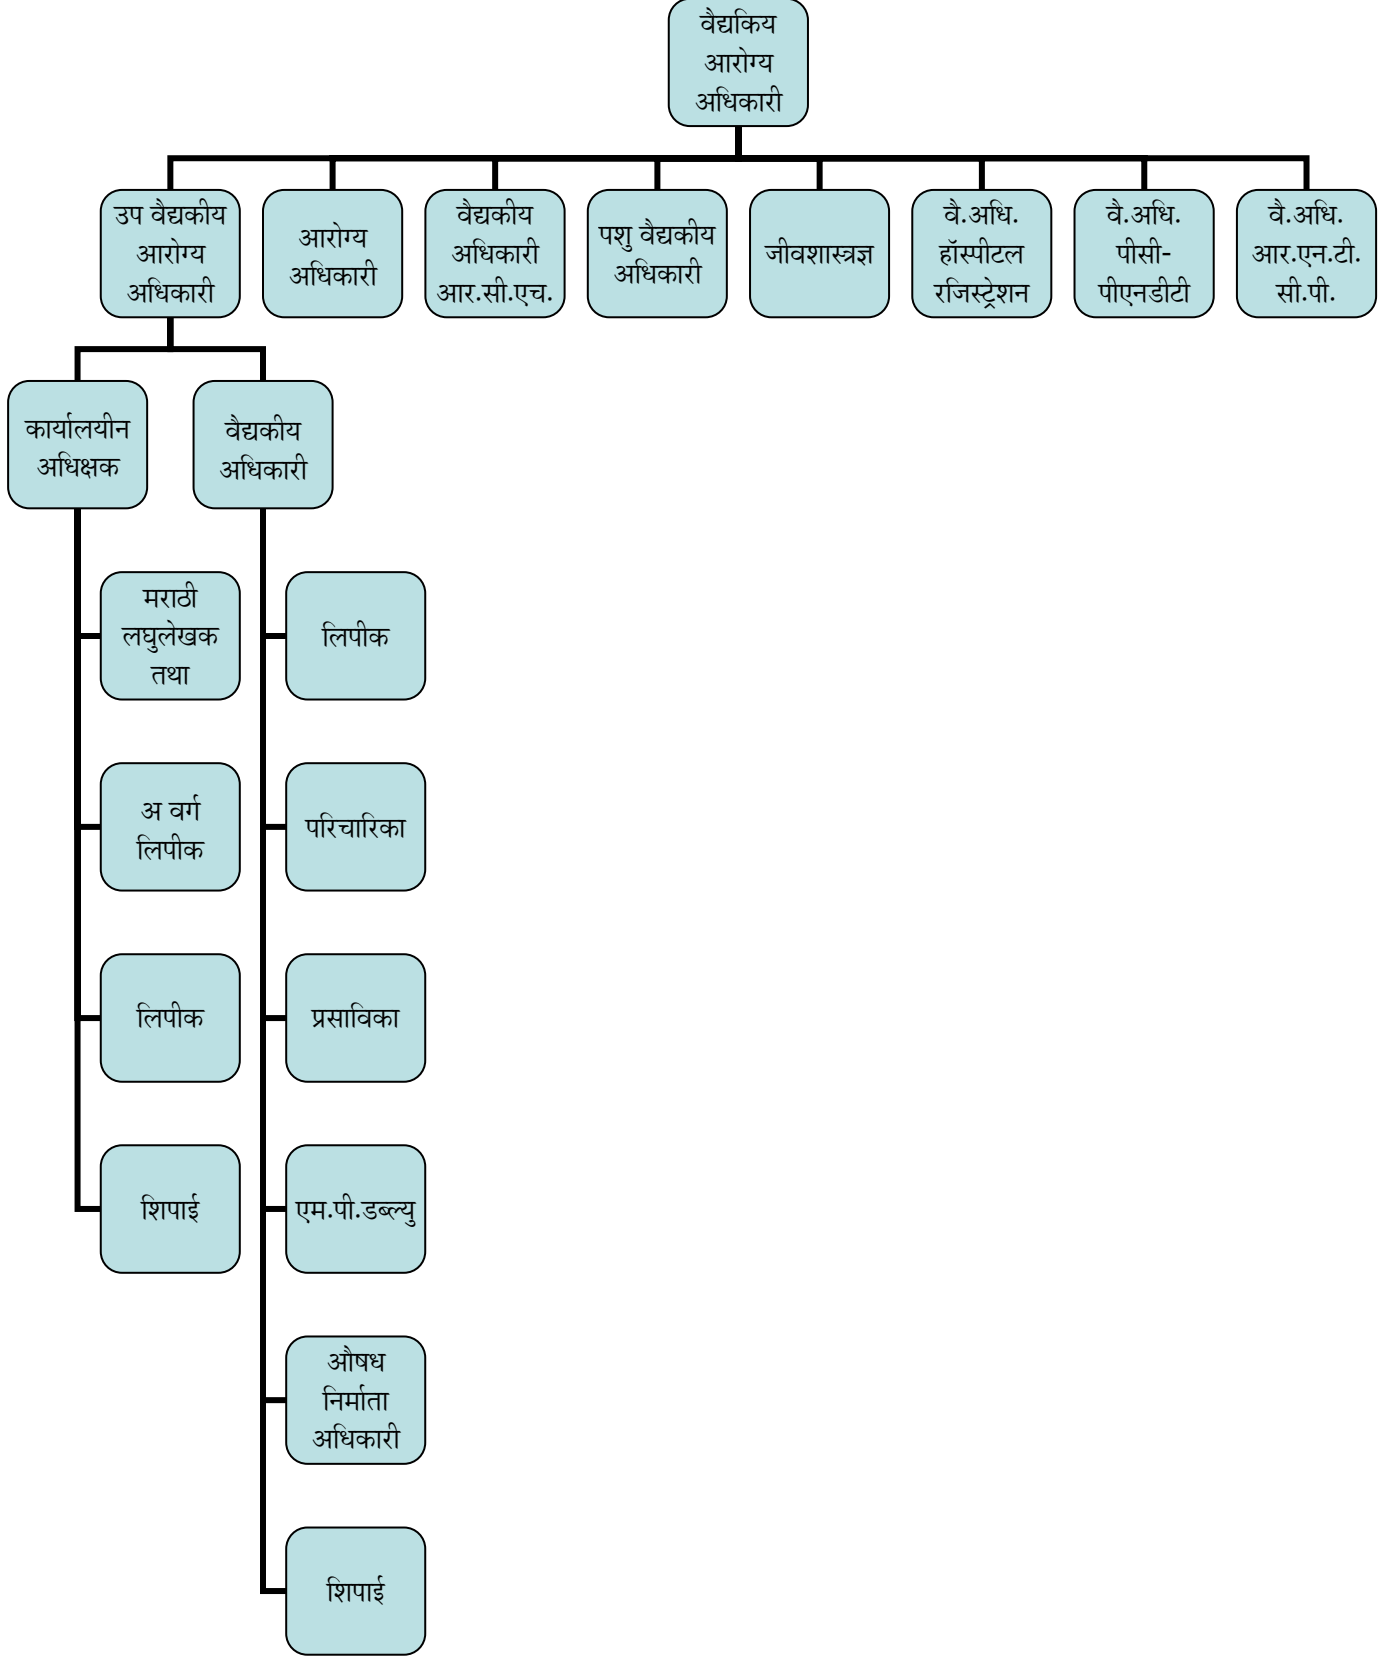 वैद्यकिय
आरोग्य
अधिकारी
उप वैद्यकीय
आरोग्य
अधिकारी
आरोग्य
अधिकारी
वैद्यकीय
अधिकारी
आर.सी.एच.
पशु वैद्यकीय
अधिकारी
जीवशास्त्रज्ञ
वै.अधि.
हॉस्पीटल
रजिस्ट्रेशन
वै.अधि.
पीसी-
पीएनडीटी
वै.अधि.
आर.एन.टी.
सी.पी.
कार्यालयीन
अधिक्षक
वैद्यकीय
अधिकारी
मराठी
लघुलेखक
तथा
लिपीक
अ वर्ग
लिपीक
परिचारिका
लिपीक
प्रसाविका
शिपाई
एम.पी.डब्ल्यु
औषध
निर्माता
अधिकारी
शिपाई